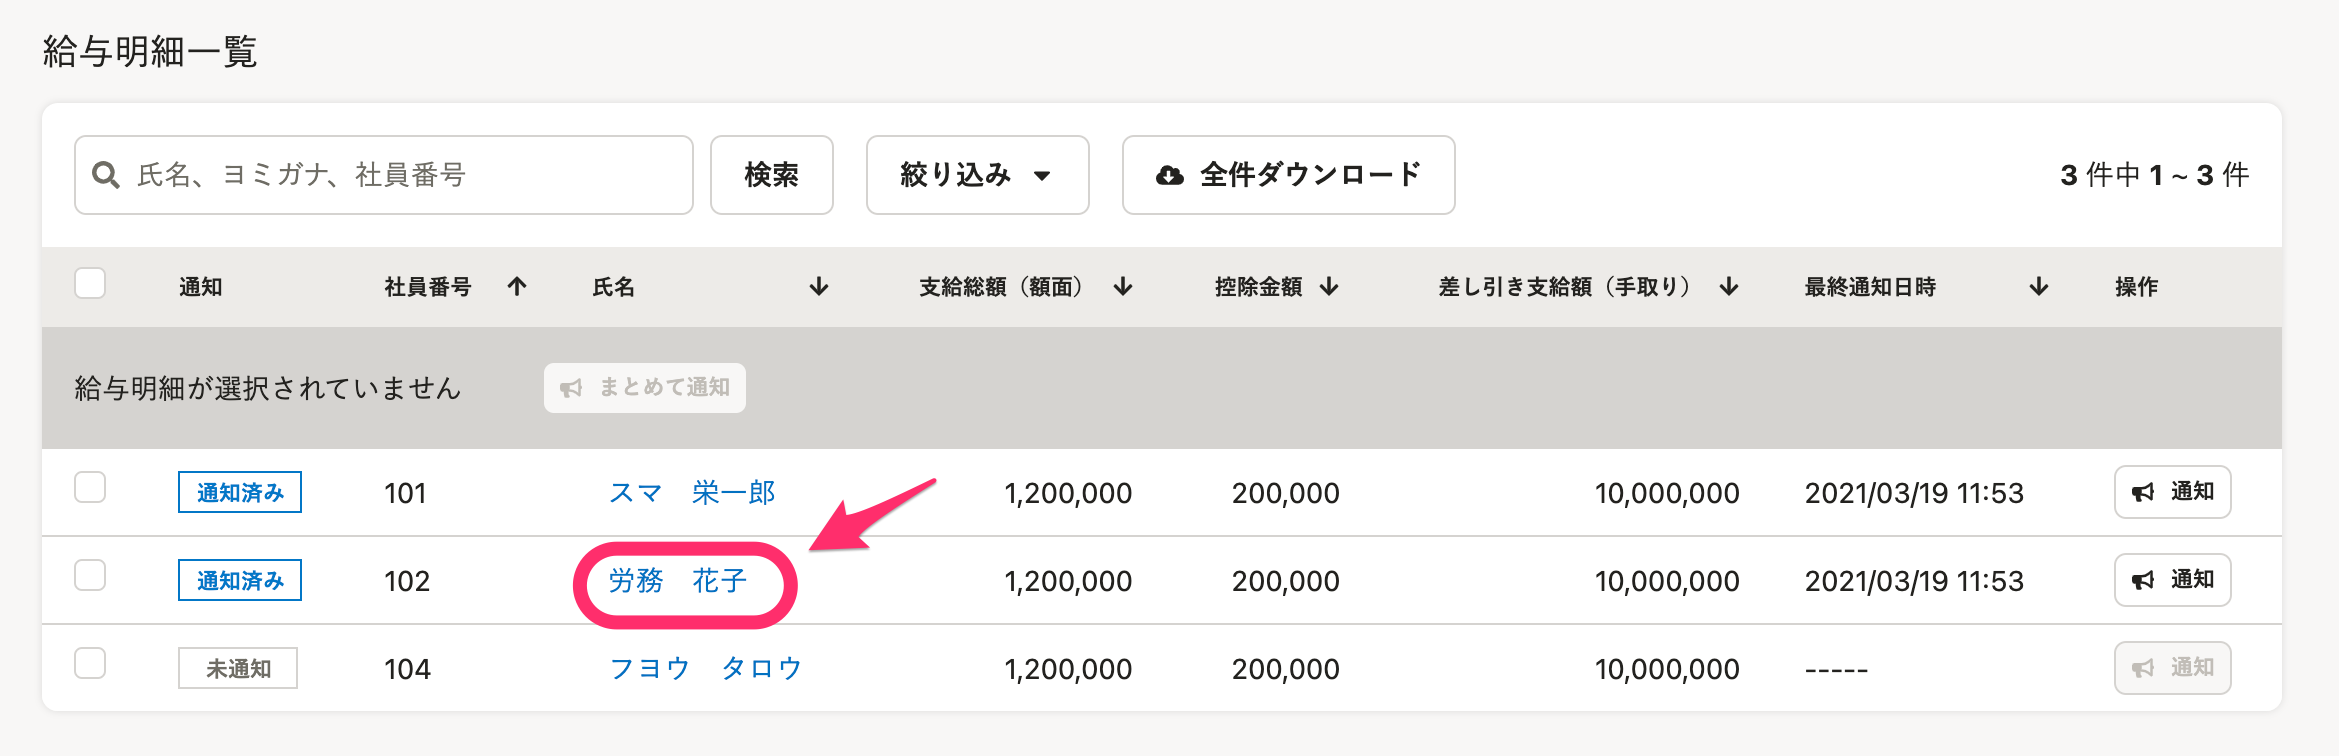 給与明細一覧
氏名、ヨミガナ、社員番号 検索 絞り込み 全件ダウンロード 3 件中 1 ~ 3 件
通知 社員番号 氏名 支給総額（額面） 控除金額 差し引き支給額（手取り） 最終通知日時 操作
給与明細が選択されていません まとめて通知
通知済み 101 スマ　栄一郎 1,200,000 200,000 10,000,000 2021/03/19 11:53 通知
通知済み 102 労務　花子 1,200,000 200,000 10,000,000 2021/03/19 11:53 通知
未通知 104 フヨウ　タロウ 1,200,000 200,000 10,000,000 ----- 通知